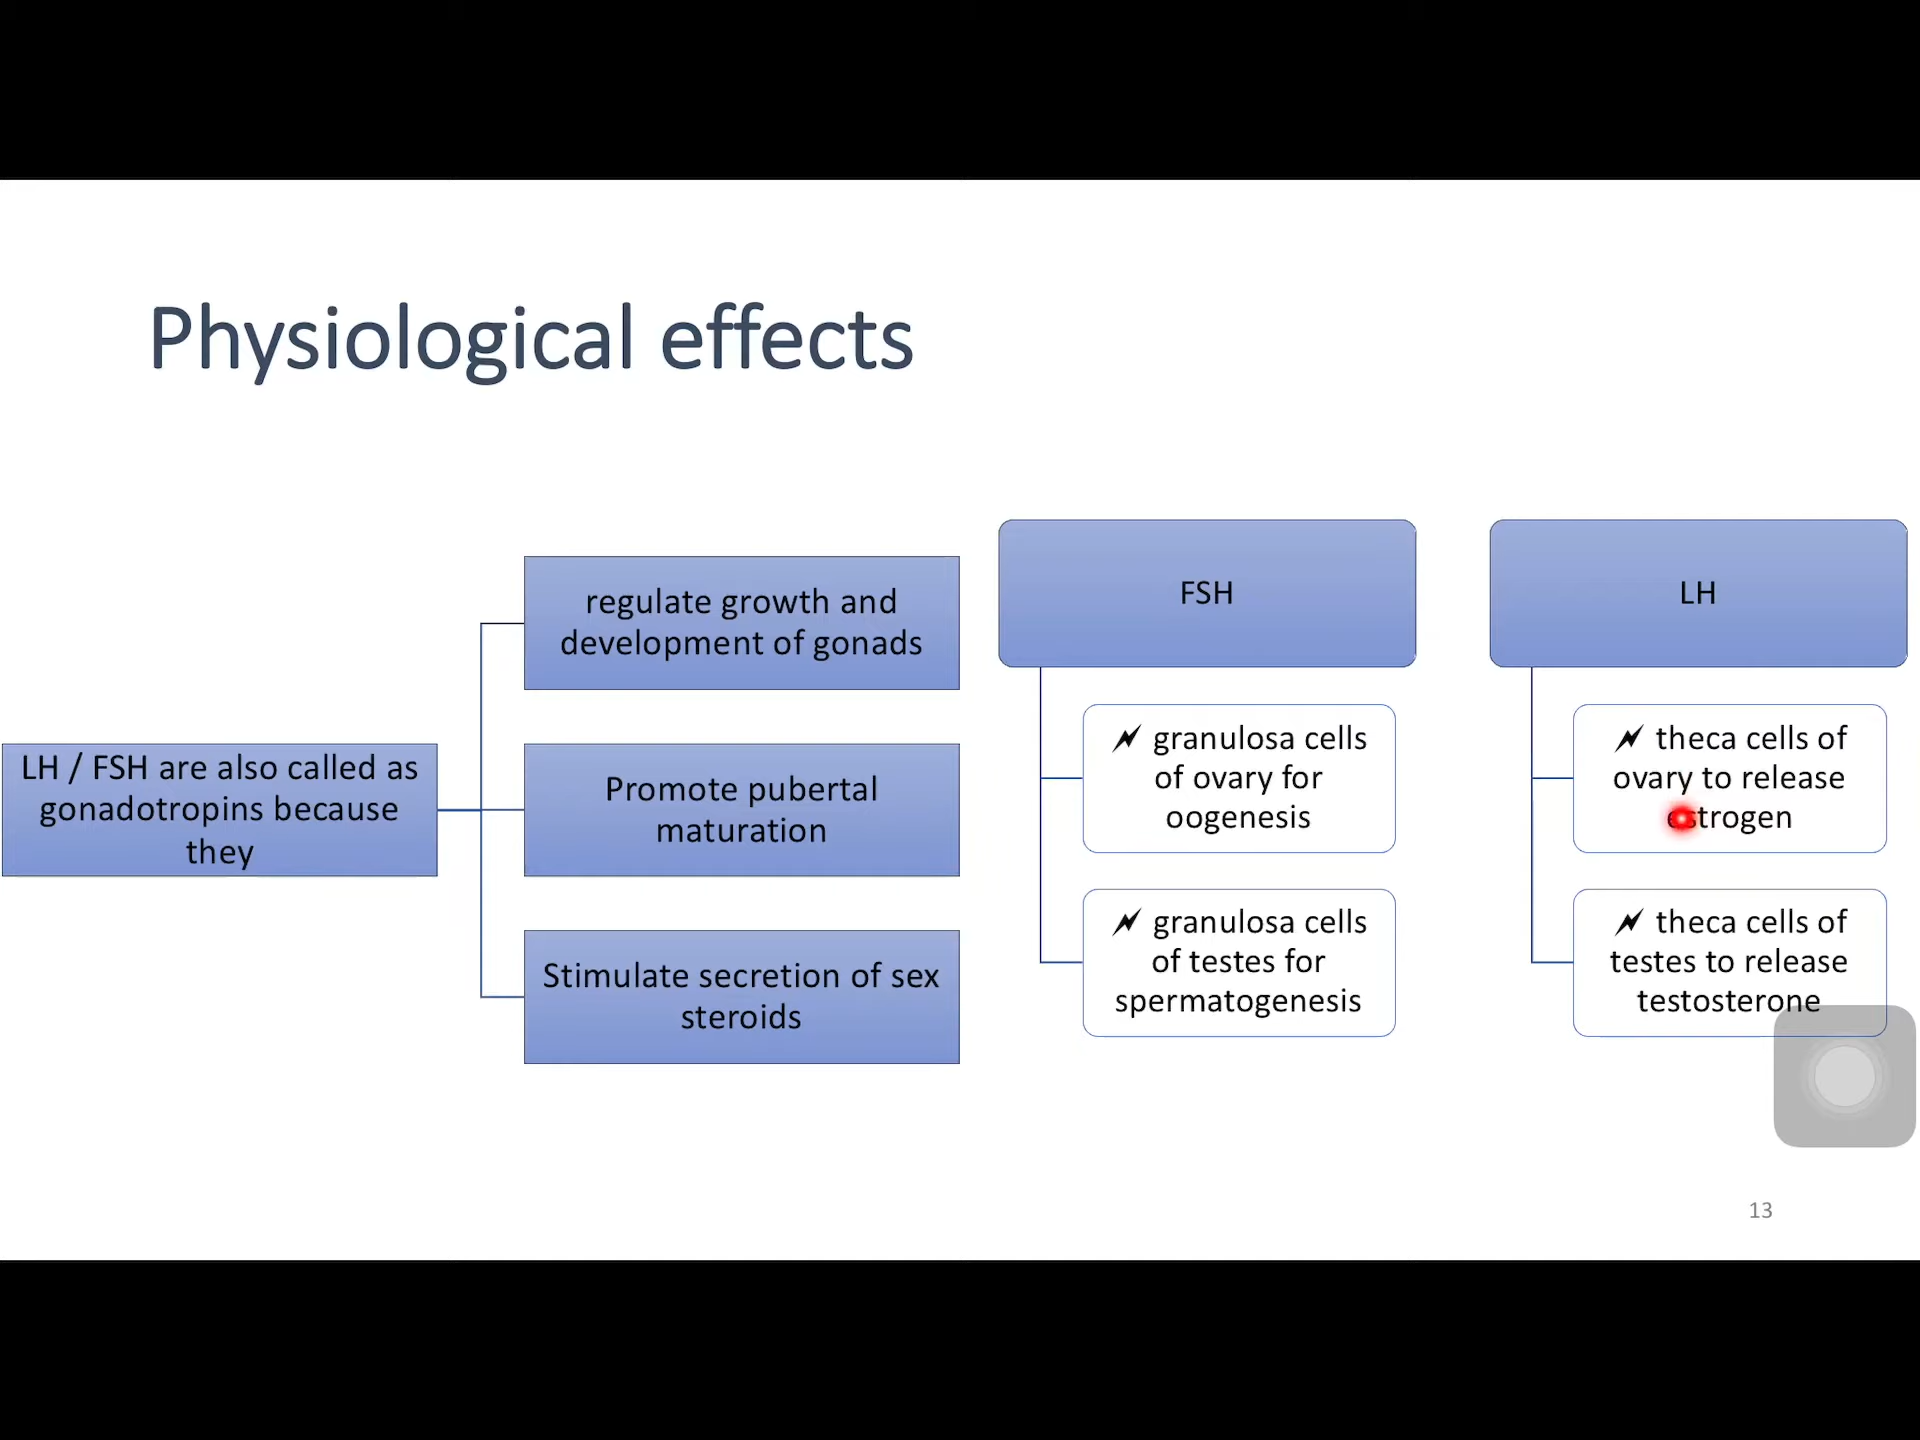 Physiological effects
LH / FSH are also called as
gonadotropins because
they
regulate growth and
development of gonads
Promote pubertal
maturation
Stimulate secretion of sex
steroids
FSH
granulosa cells
of ovary for
oogenesis
granulosa cells
of testes for
spermatogenesis
LH
theca cells of
ovary to release
estrogen
theca cells of
testes to release
testosterone
13